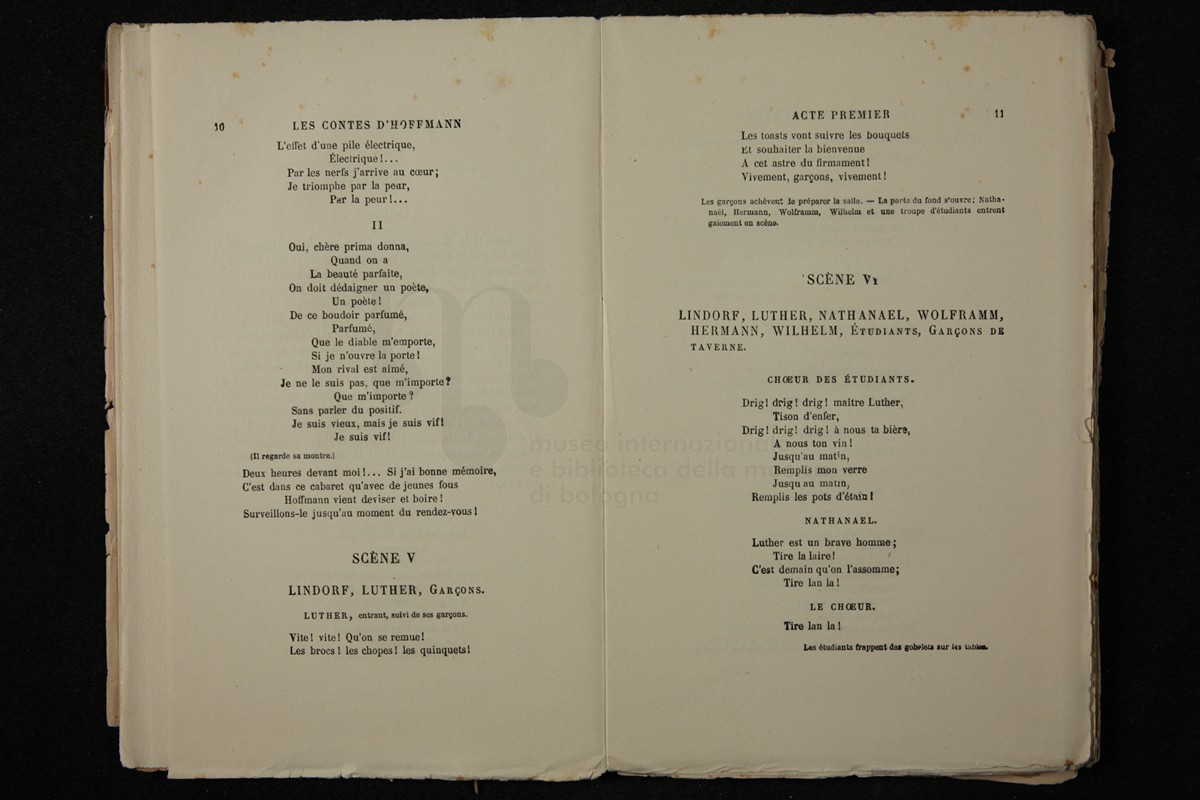 10 LES CONTES D'HOFFMANN
L'effet d'une pile électrique,
Électrique!...
Par les nerfs j'arrive au cœur;
Je triomphe par la peur,
Par la peur!...
II
Oui, chère prima donna,
Quand on a
La beauté parfaite,
On doit dédaigner un poète,
Un poète!
De ce boudoir parfumé,
Parfumé,
Que le diable m'emporte,
Si je n'ouvre la porte!
Mon rival est aimé,
Je ne le suis pas, que m'importe?
Que m'importe?
Sans parler du positif.
Je suis vieux, mais je suis vif!
Je suis vif!
(Il regarde sa montre.)
Deux heures devant moi!... Si j'ai bonne mémoire,
C'est dans ce cabaret qu'avec de jeunes fous
Hoffmann vient deviser et boire!
Surveillons-le jusqu'au moment du rendez-vous!
SCÈNE V
LINDORF, LUTHER, GARÇONS.
LUTHER, entrant, suivi de ses garçons.
Vite! vite! Qu'on se remue!
Les brocs! les chopes! les quinquets!
ACTE PREMIER 11
Les toasts vont suivre les bouquets
Et souhaiter la bienvenue
A cet astre du firmament!
Vivement, garçons, vivement!
Les garçons achèvent de préparer la salle. — La porte du fond s'ouvre; Natha-
naël, Hermann, Wolframm, Wilhelm et une troupe d'étudiants entrent
gaiement en scène.
SCÈNE VI
LINDORF, LUTHER, NATHANAEL, WOLFRAMM,
HERMANN, WILHELM, ÉTUDIANTS, GARÇONS DE
TAVERNE.
CHŒUR DES ÉTUDIANTS.
Drig! drig! drig! maître Luther,
Tison d'enfer,
Drig! drig! drig! à nous ta bière,
A nous ton vin!
Jusqu'au matin,
Remplis mon verre
Jusqu'au matin,
Remplis les pots d'étain!
NATHANAEL.
Luther est un brave homme;
Tire la laire!
C'est demain qu'on l'assomme;
Tire lan la!
LE CHŒUR.
Tire lan la!
Les étudiants frappent des gobelets sur les tables.
museo internazionale
e biblioteca della mu
di bologna